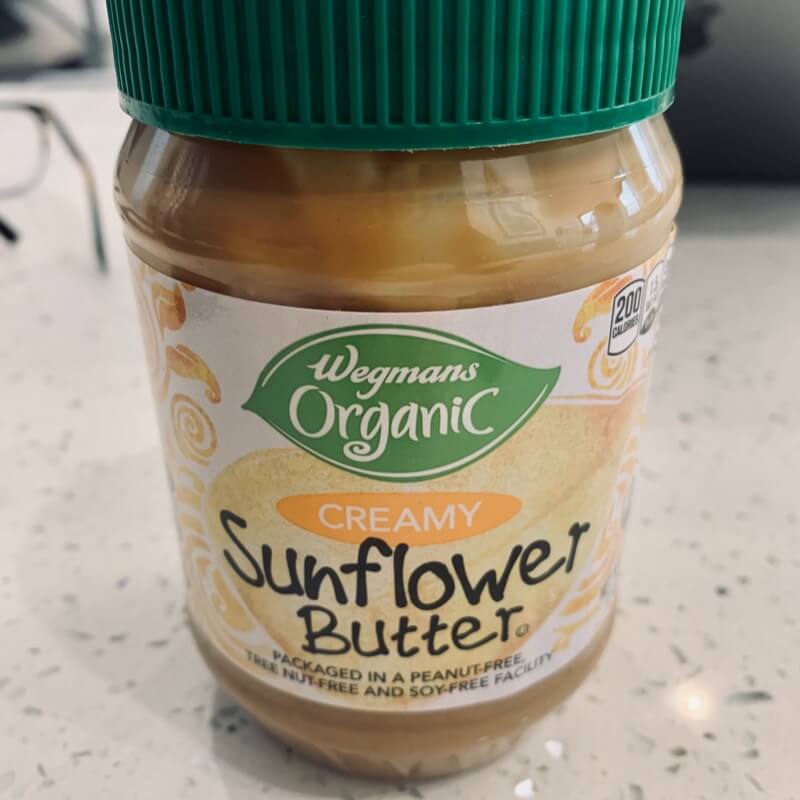 Wegmans
Organic
200
CALORIES
CREAMY
Sunflower
Butter
PACKAGED IN A PEANUT-FREE,
TREE NUT-FREE AND SOY-FREE FACILITY